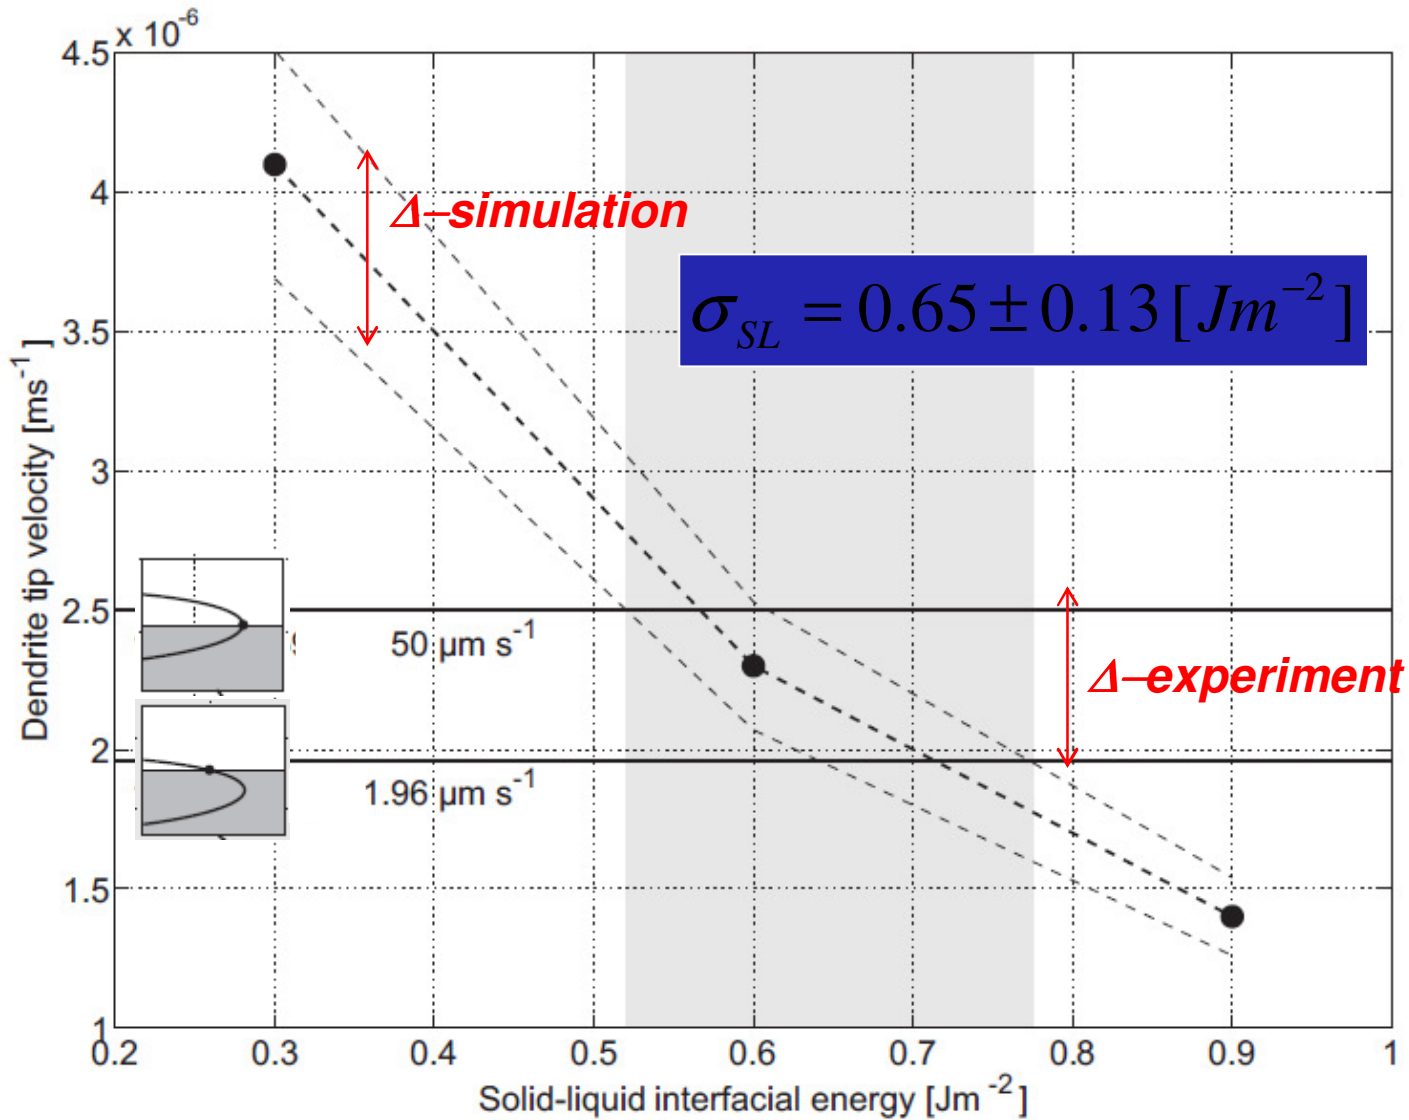 x 10⁻⁶
4.5
4
3.5
3
2.5
2
1.5
1
0.2
0.3
0.4
0.5
0.6
0.7
0.8
0.9
1
Dendrite tip velocity [ms⁻¹]
Solid-liquid interfacial energy [Jm⁻²]
Δ–simulation
σ_SL = 0.65 ± 0.13 [Jm⁻²]
50 µm s⁻¹
Δ–experiment
1.96 µm s⁻¹